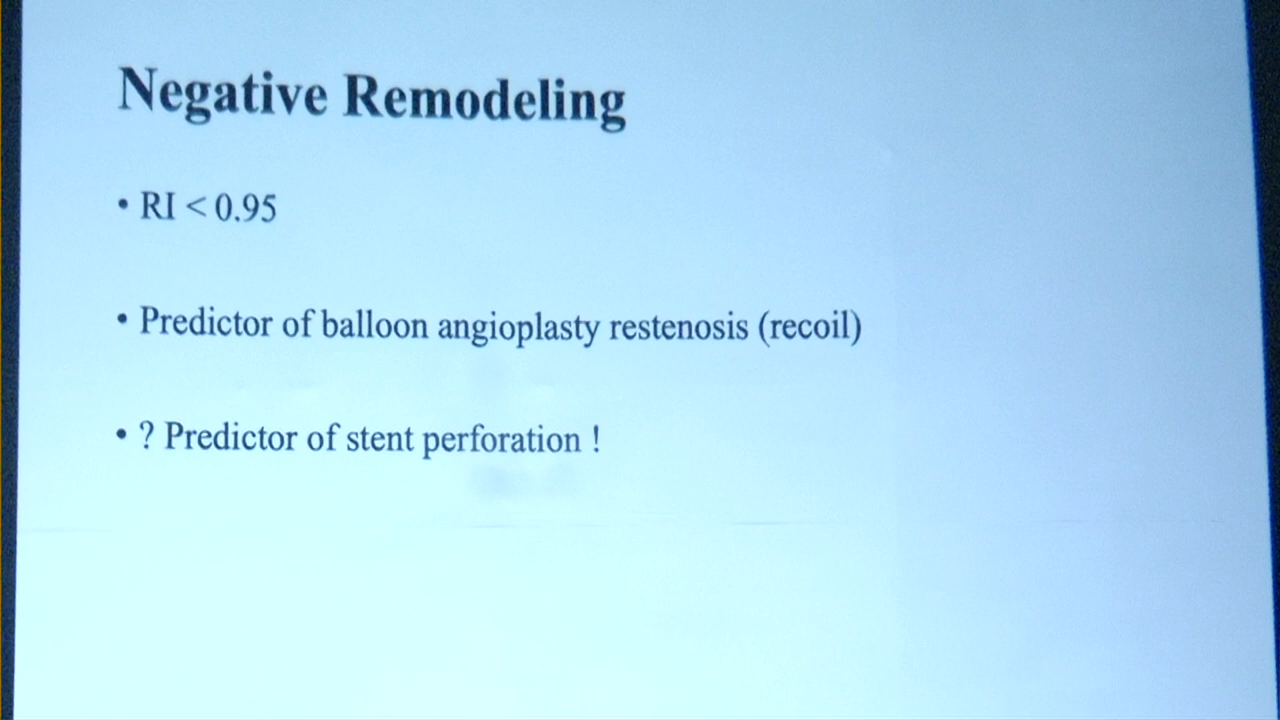 Negative Remodeling
• RI < 0.95
• Predictor of balloon angioplasty restenosis (recoil)
• ? Predictor of stent perforation !